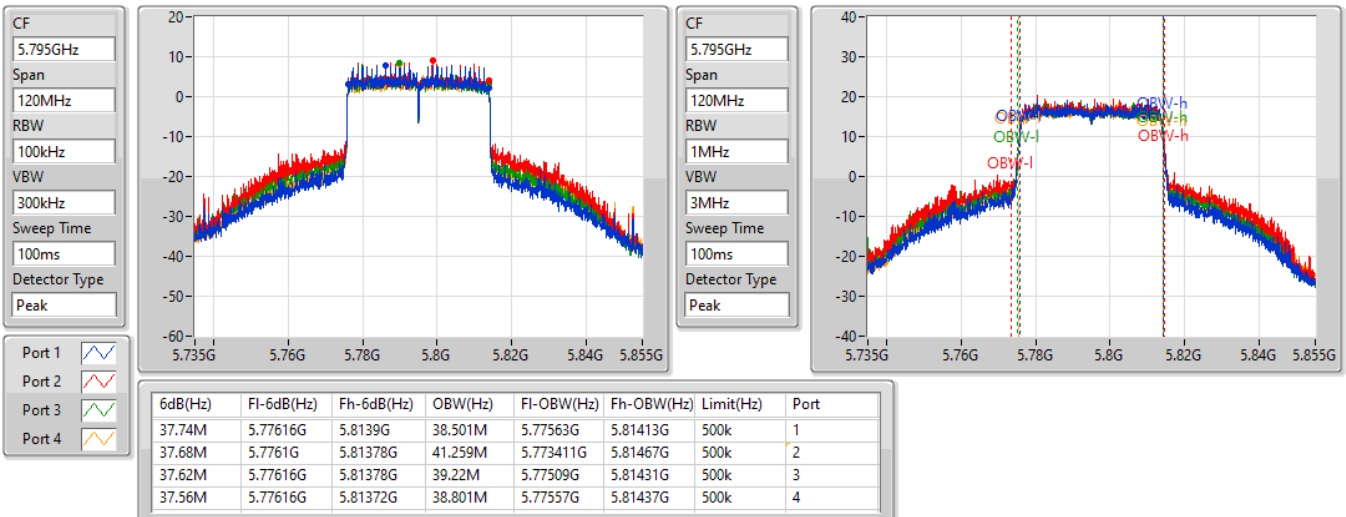 CF
5.795GHz
Span
120MHz
RBW
100kHz
VBW
300kHz
Sweep Time
100ms
Detector Type
Peak
20
10
0
-10
-20
-30
-40
-50
-60
5.735G 5.76G 5.78G 5.8G 5.82G 5.84G 5.855G
CF
5.795GHz
Span
120MHz
RBW
1MHz
VBW
3MHz
Sweep Time
100ms
Detector Type
Peak
40
30
20
10
0
-10
-20
-30
-40
OBW-h
OBW-l
OBW-h
OBW-l
OBW-h
5.735G 5.76G 5.78G 5.8G 5.82G 5.84G 5.855G
Port 1
Port 2
Port 3
Port 4
6dB(Hz) Fl-6dB(Hz) Fh-6dB(Hz) OBW(Hz) Fl-OBW(Hz) Fh-OBW(Hz) Limit(Hz) Port
37.74M 5.77616G 5.8139G 38.501M 5.77563G 5.81413G 500k 1
37.68M 5.7761G 5.81378G 41.259M 5.773411G 5.81467G 500k 2
37.62M 5.77616G 5.81378G 39.22M 5.77509G 5.81431G 500k 3
37.56M 5.77616G 5.81372G 38.801M 5.77557G 5.81437G 500k 4